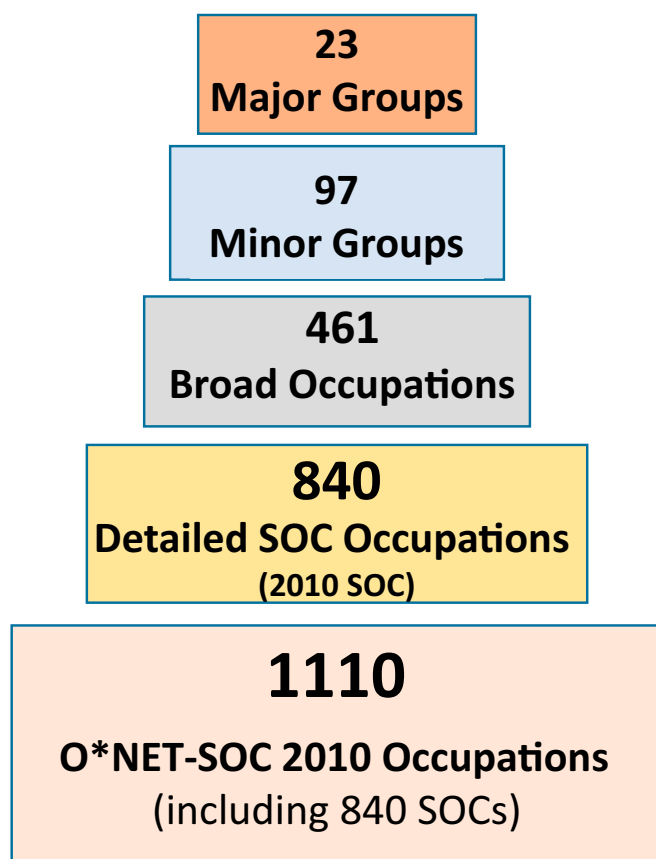 23
Major Groups
97
Minor Groups
461
Broad Occupations
840
Detailed SOC Occupations
(2010 SOC)
1110
O*NET-SOC 2010 Occupations
(including 840 SOCs)